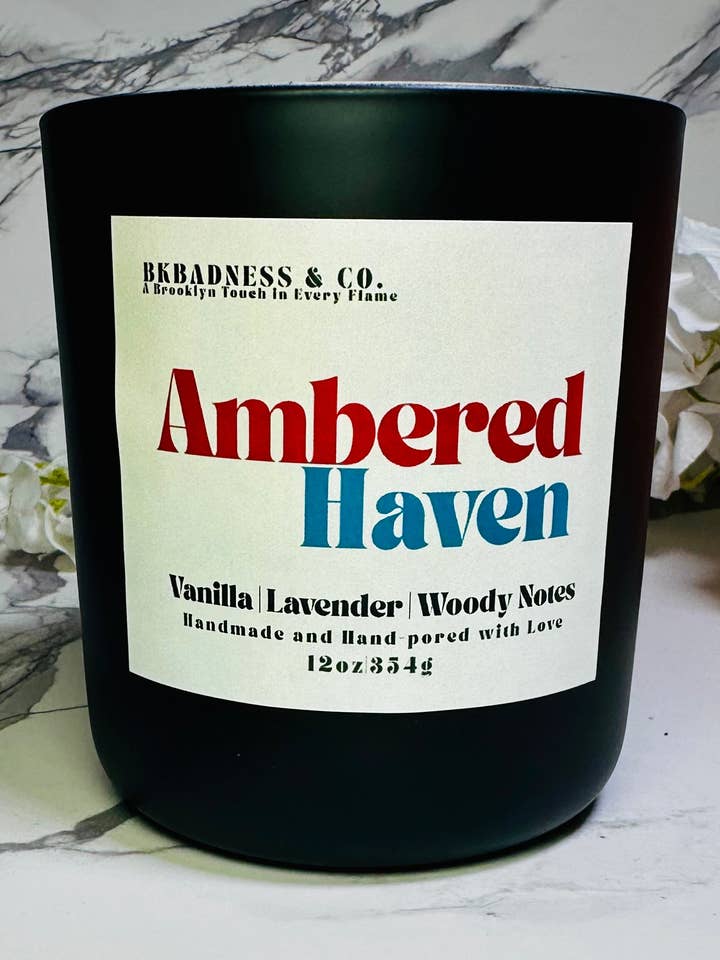 BKBADNESS & CO.
A Brooklyn Touch in Every Flame
Ambered
Haven
Vanilla|Lavender|Woody Notes
Handmade and Hand-pored with Love
12oz|354g